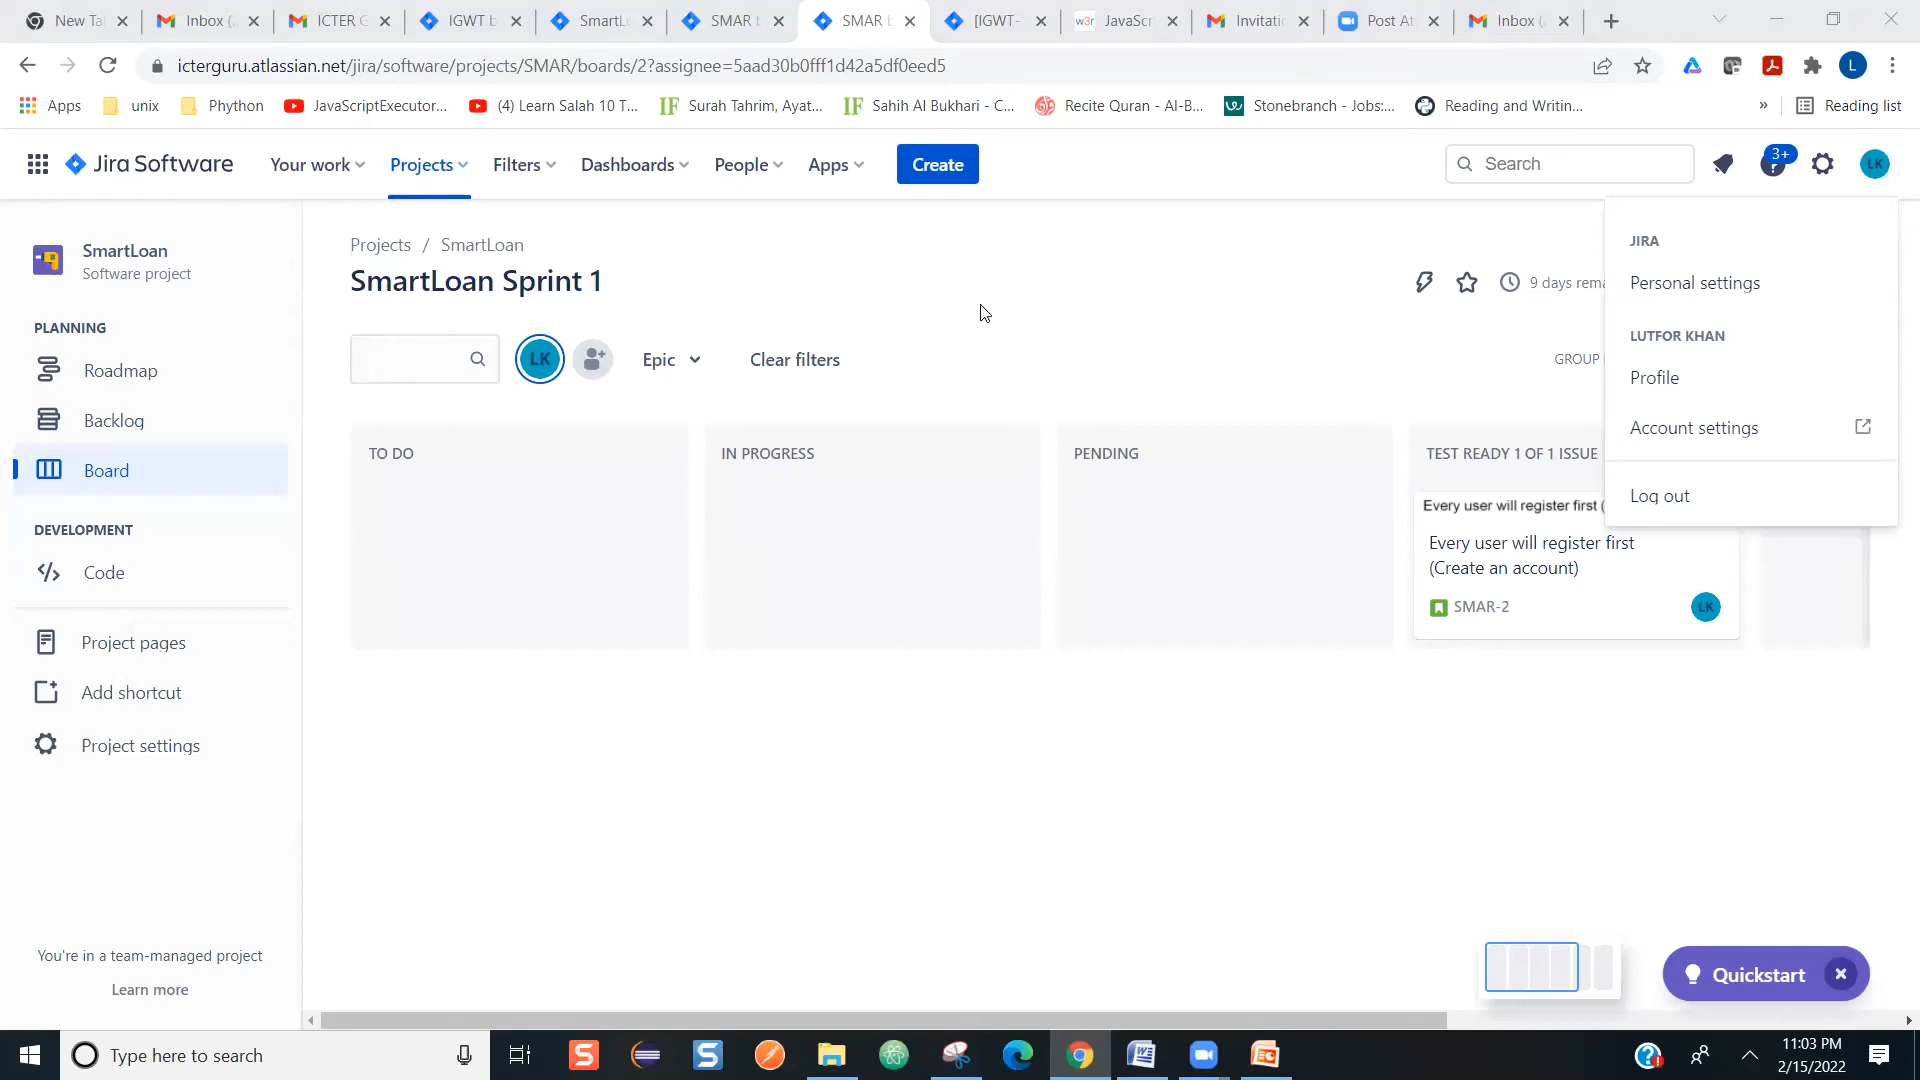 New Ta
Inbox (
ICTER G
IGWT b
SmartLo
SMAR b
SMAR b
[IGWT-
w3r JavaScr
Invitatio
Post At
Inbox (
icterguru.atlassian.net/jira/software/projects/SMAR/boards/2?assignee=5aad30b0fff1d42a5df0eed5
L
Apps
unix
Phython
JavaScriptExecutor...
(4) Learn Salah 10 T...
IF Surah Tahrim, Ayat...
IF Sahih Al Bukhari - C...
Recite Quran - Al-B...
Stonebranch - Jobs:...
Reading and Writin...
»
Reading list
Jira Software
Your work
Projects
Filters
Dashboards
People
Apps
Create
Search
3+
LK
SmartLoan
Software project
PLANNING
Roadmap
Backlog
Board
DEVELOPMENT
Code
Project pages
Add shortcut
Project settings
You're in a team-managed project
Learn more
Projects / SmartLoan
SmartLoan Sprint 1
9 days rema
LK
Epic
Clear filters
GROUP
TO DO
IN PROGRESS
PENDING
TEST READY 1 OF 1 ISSUE
Every user will register first (
Every user will register first
(Create an account)
SMAR-2
LK
JIRA
Personal settings
LUTFOR KHAN
Profile
Account settings
Log out
Quickstart
Type here to search
11:03 PM
2/15/2022